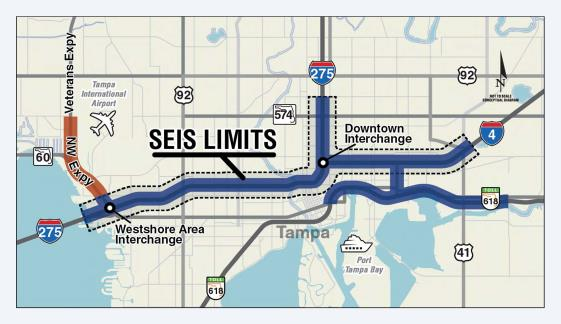 Veterans Expy
Tampa
International
Airport
92
275
92
N
NOT TO SCALE
CONCEPTUAL DIAGRAM
574
SEIS LIMITS
Downtown
Interchange
4
60
NW Expy
TOLL
618
275
Westshore Area
Interchange
Tampa
Port
Tampa Bay
41
TOLL
618